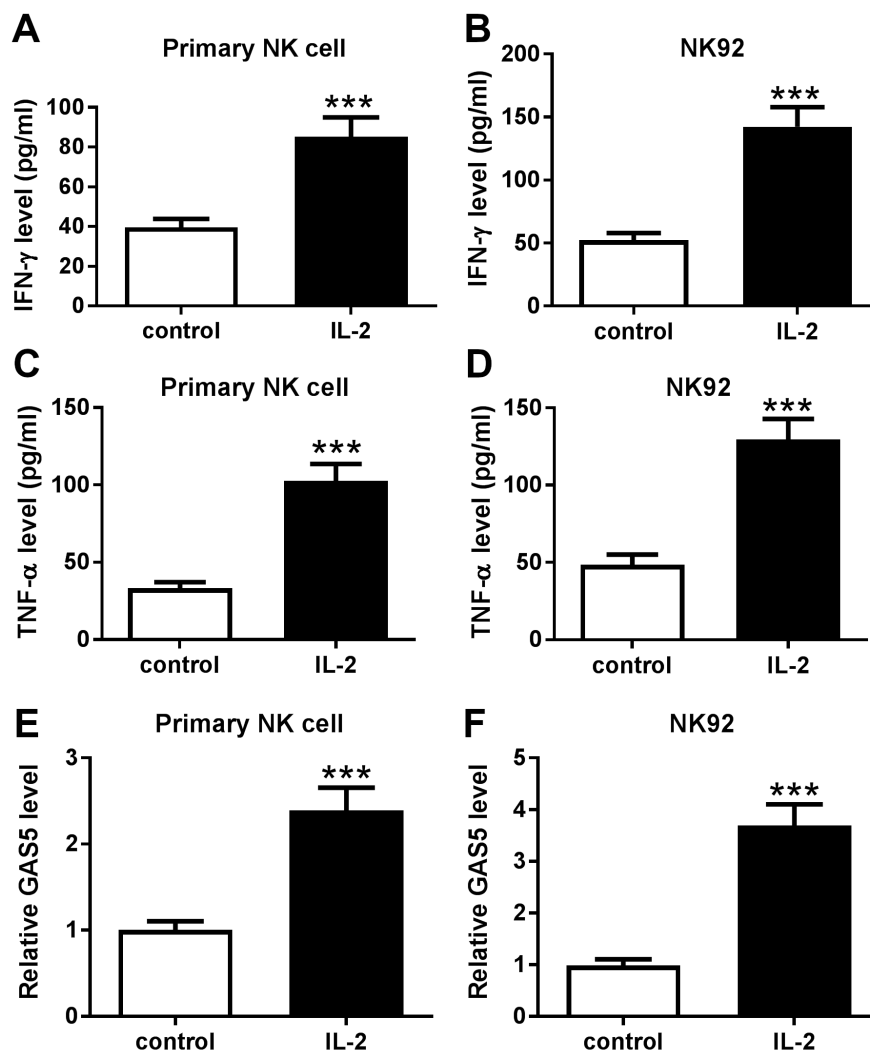 A
Primary NK cell
IFN-γ level (pg/ml)
100
80
60
40
20
0
***
control
IL-2
B
NK92
IFN-γ level (pg/ml)
200
150
100
50
0
***
control
IL-2
C
Primary NK cell
TNF-α level (pg/ml)
150
100
50
0
***
control
IL-2
D
NK92
TNF-α level (pg/ml)
150
100
50
0
***
control
IL-2
E
Primary NK cell
Relative GAS5 level
3
2
1
0
***
control
IL-2
F
NK92
Relative GAS5 level
5
4
3
2
1
0
***
control
IL-2